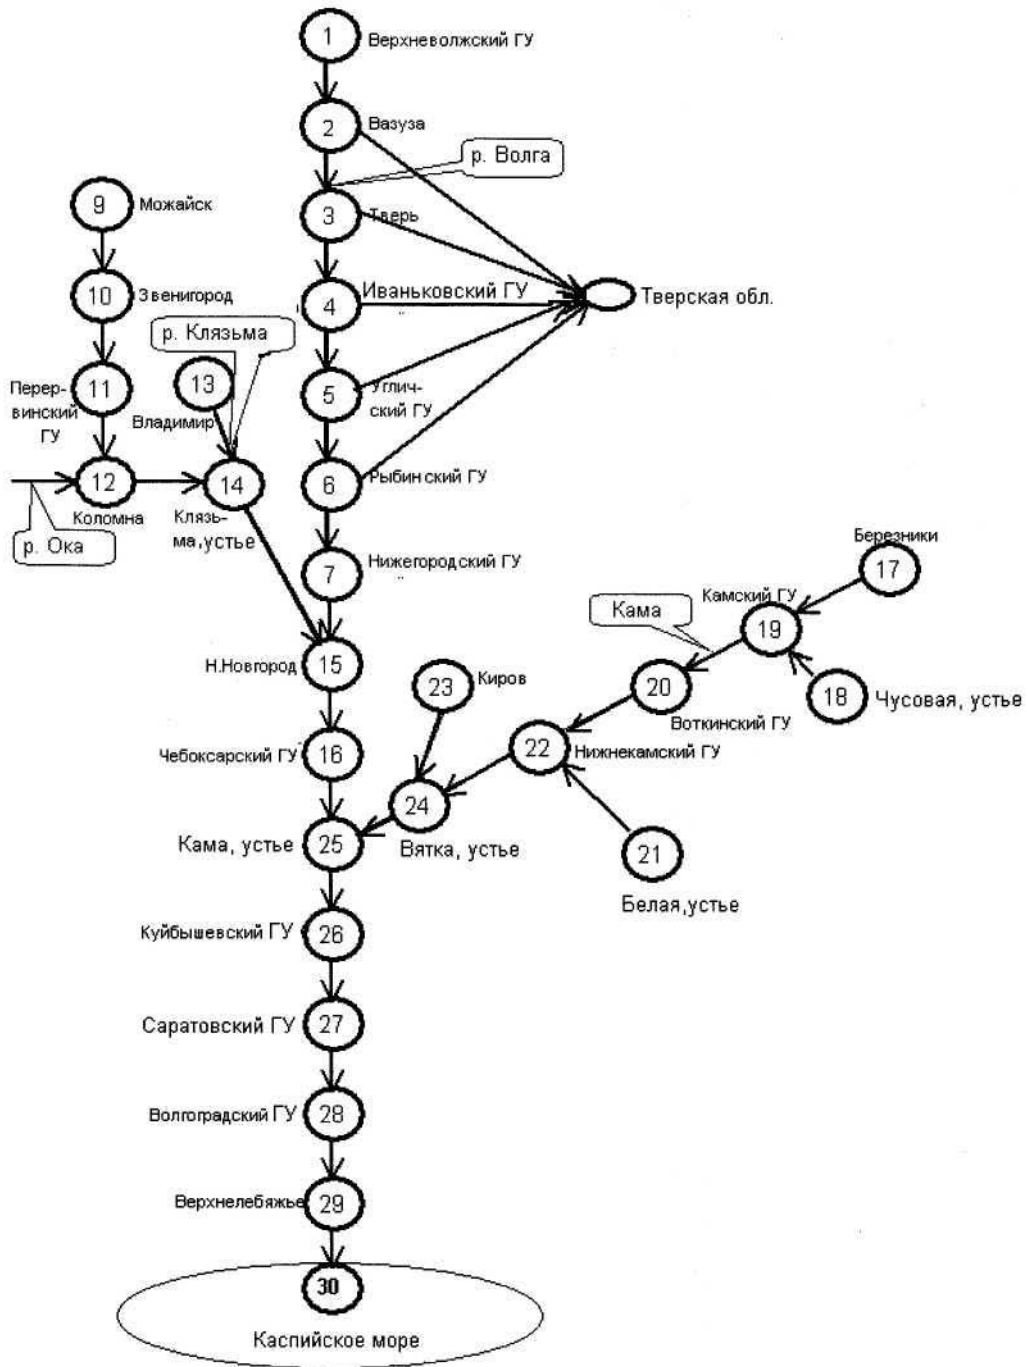 1
Верхневолжский ГУ
2
Вазуза
р. Волга
9
Можайск
3
Тверь
10
Звенигород
4
Иваньковский ГУ
Тверская обл.
р. Клязьма
11
Перер-
винский
ГУ
13
Владимир
5
Углич-
ский ГУ
12
Коломна
14
Клязь-
ма,устье
6
Рыбинский ГУ
р. Ока
7
Нижегородский ГУ
Березники
17
Кама
Камский ГУ
19
15
Н.Новгород
23
Киров
20
Воткинский ГУ
18
Чусовая, устье
16
Чебоксарский ГУ
22
Нижнекамский ГУ
24
Вятка, устье
25
Кама, устье
21
Белая,устье
26
Куйбышевский ГУ
27
Саратовский ГУ
28
Волгоградский ГУ
29
Верхнелебяжье
30
Каспийское море